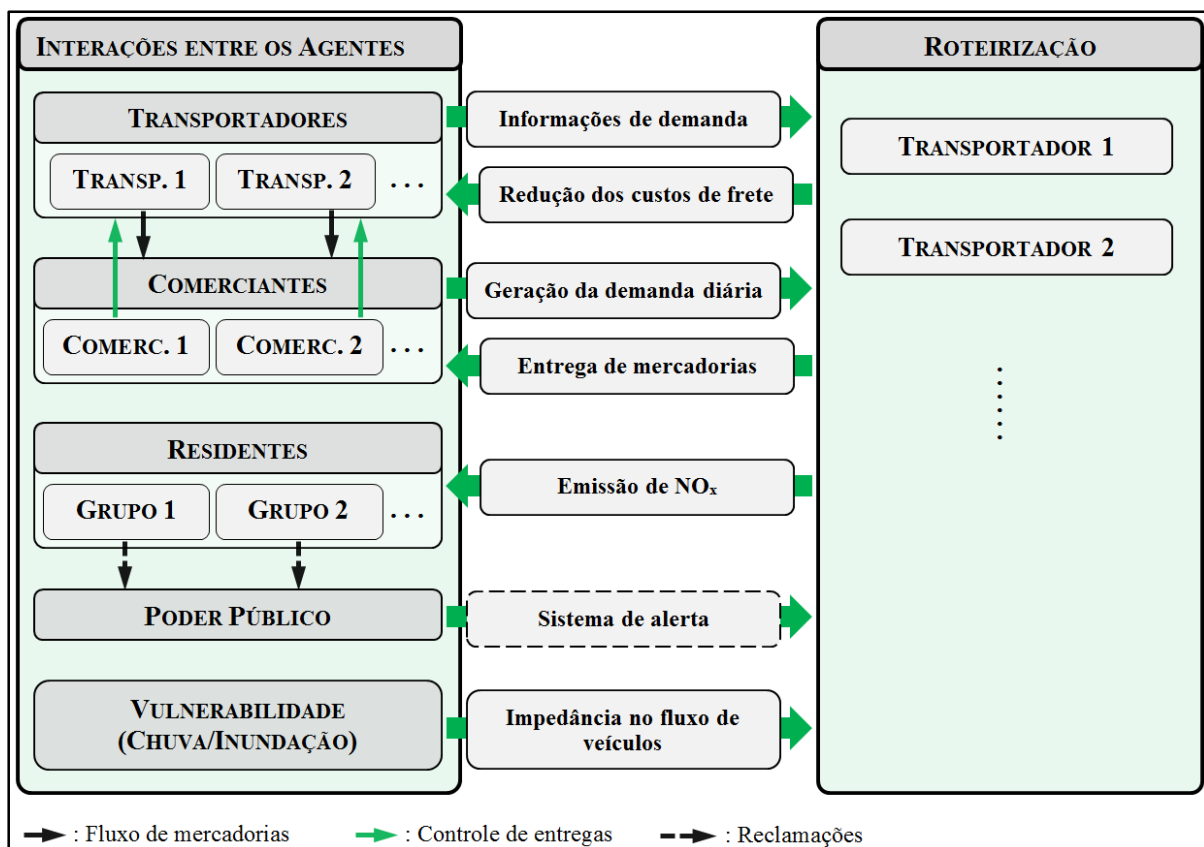 INTERAÇÕES ENTRE OS AGENTES
ROTEIRIZAÇÃO
TRANSPORTADORES
TRANSP. 1
TRANSP. 2
...
Informações de demanda
Redução dos custos de frete
TRANSPORTADOR 1
TRANSPORTADOR 2
COMERCIANTES
COMERC. 1
COMERC. 2
...
Geração da demanda diária
Entrega de mercadorias
RESIDENTES
GRUPO 1
GRUPO 2
...
Emissão de NOₓ
PODER PÚBLICO
Sistema de alerta
VULNERABILIDADE
(CHUVA/INUNDAÇÃO)
Impedância no fluxo de
veículos
: Fluxo de mercadorias
: Controle de entregas
: Reclamações